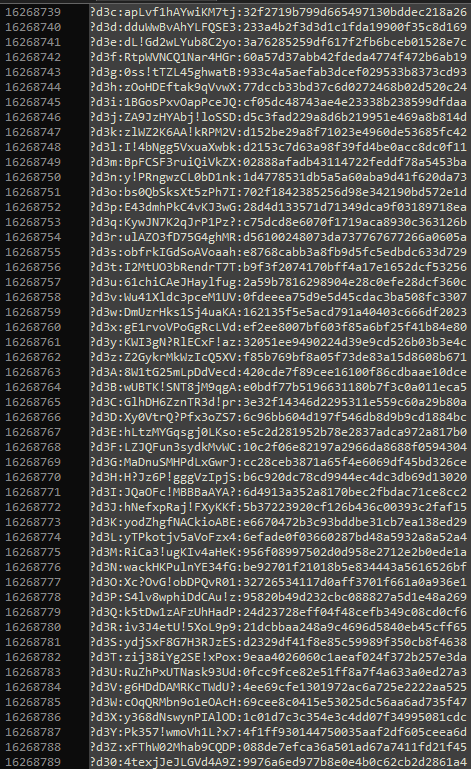 16268739 ?d3c:apLvf1hAYwiKM7tj:32f2719b799d665497130bddec218a26
16268740 ?d3d:dduWwBvAhYLFQSE3:233a4b2f3d3d1c1fda19900f35c8d169
16268741 ?d3e:dL!Gd2wLYub8C2yo:3a76285259df617f2fb6bceb01528e7c
16268742 ?d3f:RtpWVNCQ1Nar4HGr:60a57d37abb42fdeda4774f472b6ab19
16268743 ?d3g:0ss!tTZL45ghwatB:933c4a5aefab3dcef029533b8373cd93
16268744 ?d3h:zOoHDEftak9qVvwX:77dccb33bd37c6d0272468b02d520c24
16268745 ?d3i:1BGosPxvOapPceJQ:cf05dc48743ae4e23338b238599dfdaa
16268746 ?d3j:ZA9JzHYAbj!loSSD:d5c3fad229a8d6b219951e469a8b814d
16268747 ?d3k:zlWZ2K6AA!kRPM2V:d152be29a8f71023e4960de53685fc42
16268748 ?d3l:I!4bNgg5VxuaXwbk:d2153c7d63a98f39fd4be0acc8dc0f11
16268749 ?d3m:BpFCSF3ruiQiVkZX:02888afadb43114722feddf78a5453ba
16268750 ?d3n:y!PRngwzCL0bD1nk:1d4778531db5a5a60aba9d41f620da73
16268751 ?d3o:bs0QbSksXt5zPh7I:702f1842385256d98e342190bd572e1d
16268752 ?d3p:E43dmhPkC4vKJ3wG:28d4d133571d71349dca9f03189718ea
16268753 ?d3q:KywJN7K2qJrP1Pz?:c75dcd8e6070f1719aca8930c363126b
16268754 ?d3r:ulAZO3fD75G4ghMR:d56100248073da737767677266a0605a
16268755 ?d3s:obfrkIGdSoAVoaah:e8768cabb3a8fb9d5fc5edbdc633d729
16268756 ?d3t:I2MtUO3bRendrT7T:b9f3f2074170bff4a17e1652dcf53256
16268757 ?d3u:61chiCAeJHaylfug:2a59b7816298904e28c0efe28dcf360c
16268758 ?d3v:Wu41Xldc3pceM1UV:0fdeeea75d9e5d45cdac3ba508fc3307
16268759 ?d3w:DmUzrHks1Sj4uaKA:162135f5e5acd791a40403c666df2023
16268760 ?d3x:gE1rvoVPoGgRcLVd:ef2ee8007bf603f85a6bf25f41b84e80
16268761 ?d3y:KWI3gN?RlECxF!az:32051ee9490224d39e9cd526b03b3e4c
16268762 ?d3z:Z2GykrMkWzIcQ5XV:f85b769bf8a05f73de83a15d8608b671
16268763 ?d3A:8W1tG25mLpDdVecd:420cde7f89cee16100f86cdbaae10dce
16268764 ?d3B:wUBTK!SNT8jM9qgA:e0bdf77b5196631180b7f3c0a011eca5
16268765 ?d3C:GlhDH6ZznTR3d!pr:3e32f14346d2295311e559c60a29b80a
16268766 ?d3D:Xy0VtrQ?Pfx3oZS7:6c96bb604d197f546db8d9b9cd1884bc
16268767 ?d3E:hLtzMYGqsgj0LKso:e5c2d281952b78e2837adca972a817b0
16268768 ?d3F:LZJQFun3sydkMvWC:10c2f06e82197a2966da8688f0594304
16268769 ?d3G:MaDnuSMHPdLxGwrJ:cc28ceb3871a65f4e6069df45bd326ce
16268770 ?d3H:H?Jz6P!gggVzIpjS:b6c920dc78cd9944ec4dc3db69d13020
16268771 ?d3I:JQaOFc!MBBBaAYA?:6d4913a352a8170bec2fbdac71ce8cc2
16268772 ?d3J:hNefxpRaj!FXyKKf:5b37223920cf126b436c00393c2faf15
16268773 ?d3K:yodZhgfNACkioABE:e6670472b3c93bddbe31cb7ea138ed29
16268774 ?d3L:yTPkotjv5aVoFzx4:6efade0f03660287bd48a5932a8a52a4
16268775 ?d3M:RiCa3!ugKIv4aHeK:956f08997502d0d958e2712e2b0ede1a
16268776 ?d3N:wackHKPulnYE34fG:be92701f21018b5e834443a5616526bf
16268777 ?d3O:Xc?OvG!obDPQvR01:32726534117d0aff3701f661a0a936e1
16268778 ?d3P:S4lv8wphiDdCAu!z:95820b49d232cbc088827a5d1e48a269
16268779 ?d3Q:k5tDw1zAFzUhHadP:24d23728eff04f48cefb349c08cd0cf6
16268780 ?d3R:iv3J4etU!5XoL9p9:21dcbbaa248a9c4696d5840eb45cff65
16268781 ?d3S:ydjSxF8G7H3RJzES:d2329df41f8e85c59989f350cb8f4638
16268782 ?d3T:zij38iYg2SE!xPox:9eaa4026060c1aeaf024f372b257e3da
16268783 ?d3U:RuZhPxUTNask93Ud:0fcc9fce82e51ff8a7f4a633a0ed27a3
16268784 ?d3V:g6HDdDAMRKcTWdU?:4ee69cfe1301972ac6a725e2222aa525
16268785 ?d3W:cOqQRMbn9o1eOAcH:69cee8c0415e53025dc56aa6ad735f47
16268786 ?d3X:y368dNswynPIAlOD:1c01d7c3c354e3c4dd07f34995081cdc
16268787 ?d3Y:Pk357!wmoVh1L?x7:4f1ff930144750035aaf2df605ceea6d
16268788 ?d3Z:xFThW02Mhab9CQDP:088de7efca36a501ad67a7411fd21f45
16268789 ?d30:4texjJeJLGVd4A9Z:9976a6ed977b8e0e4b0c62cb2d2861a4